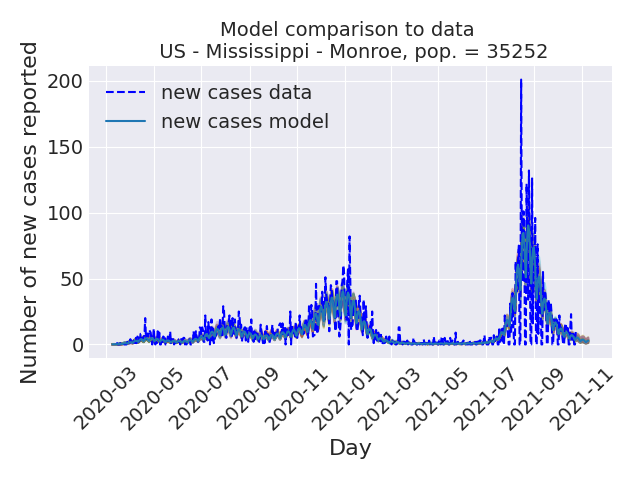 Model comparison to data
US - Mississippi - Monroe, pop. = 35252
Number of new cases reported
200
150
100
50
0
new cases data
new cases model
2020-03
2020-05
2020-07
2020-09
2020-11
2021-01
2021-03
2021-05
2021-07
2021-09
2021-11
Day